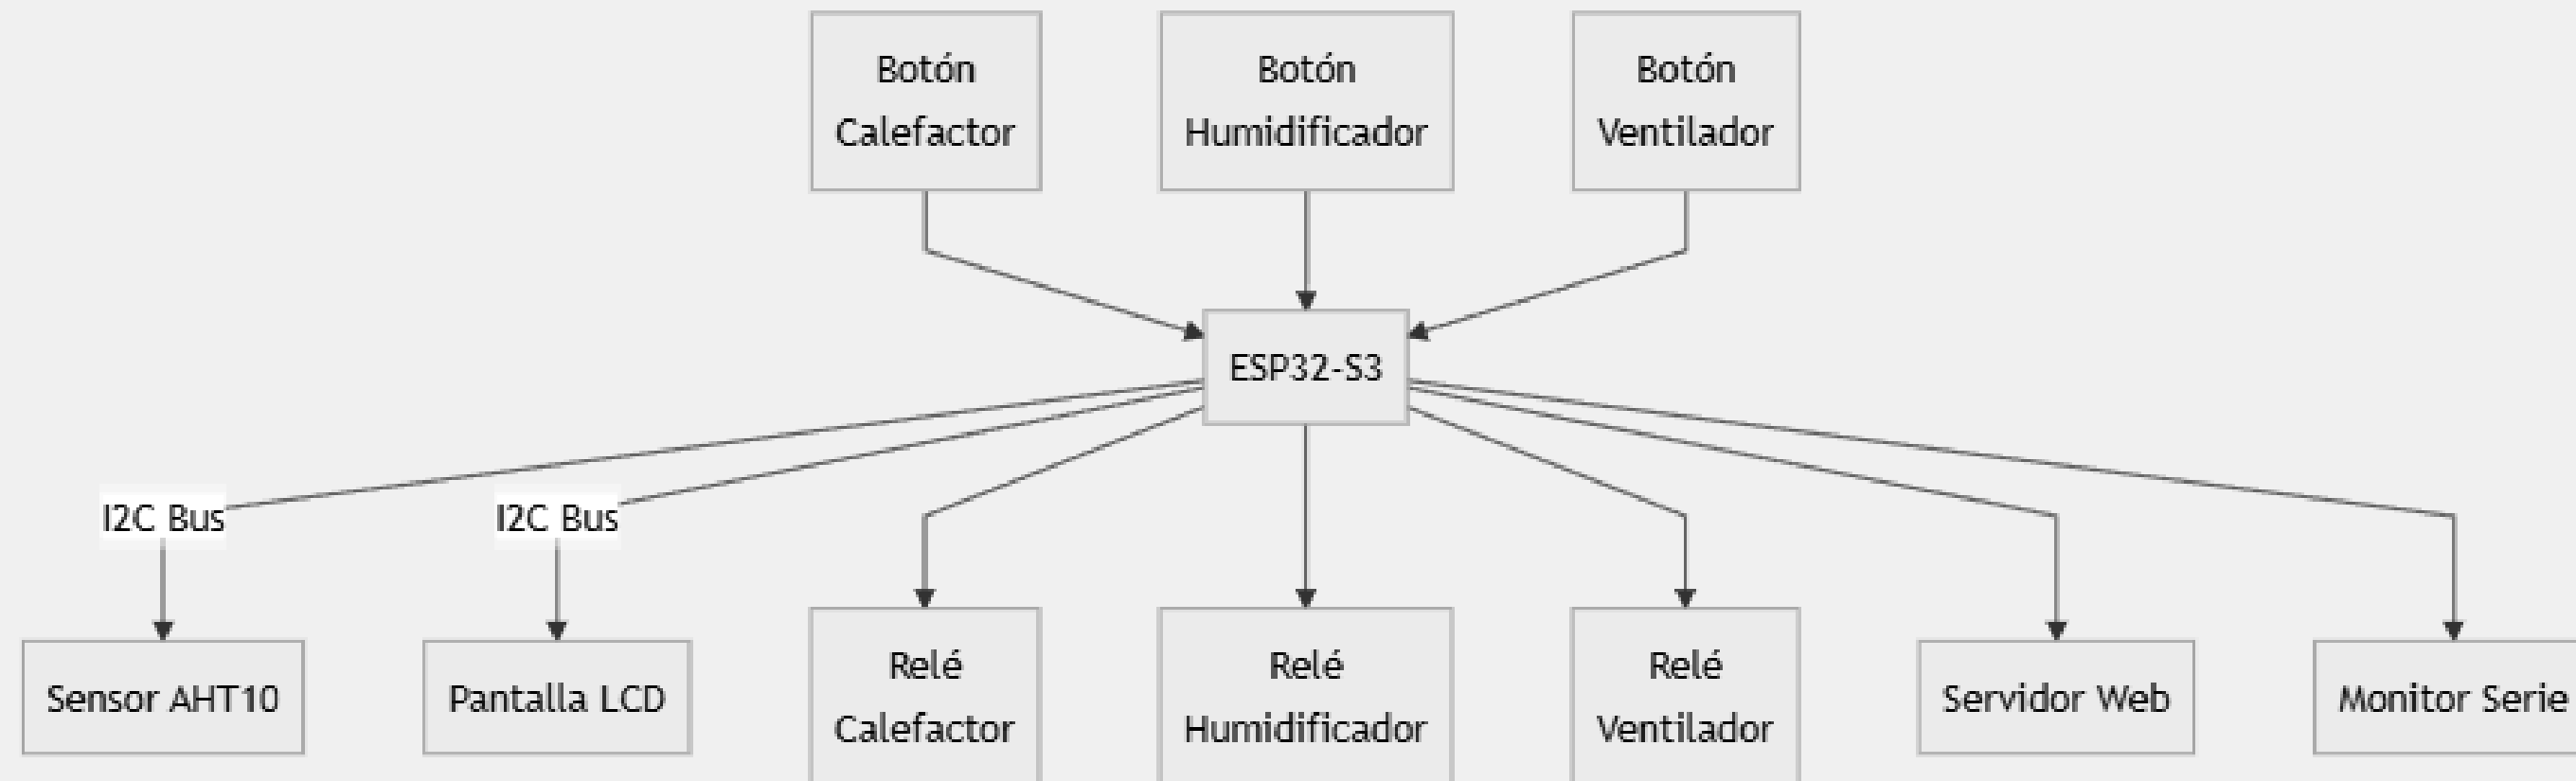 Botón
Calefactor
Botón
Humidificador
Botón
Ventilador
ESP32-S3
I2C Bus
I2C Bus
Sensor AHT10
Pantalla LCD
Relé
Calefactor
Relé
Humidificador
Relé
Ventilador
Servidor Web
Monitor Serie